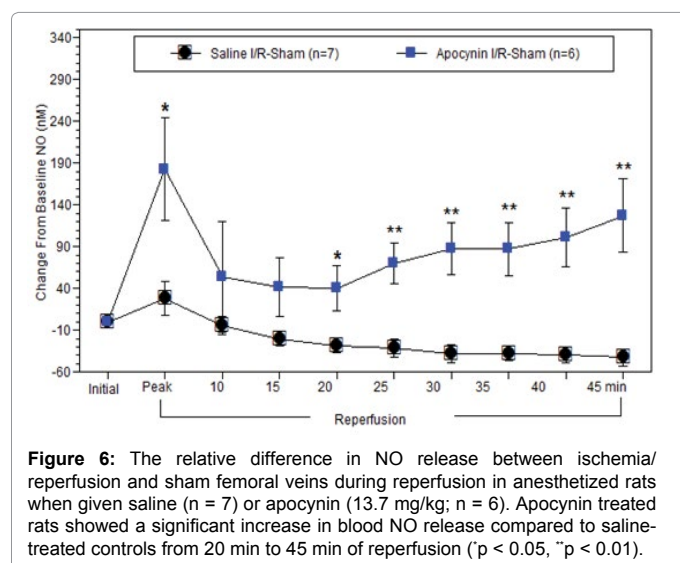 340
Saline I/R-Sham (n=7) Apocynin I/R-Sham (n=6)
290
240
190
140
90
40
-10
-60
Change From Baseline NO (nM)
*
*
**
**
**
**
**
Initial Peak 10 15 20 25 30 35 40 45 min
Reperfusion
Figure 6: The relative difference in NO release between ischemia/
reperfusion and sham femoral veins during reperfusion in anesthetized rats
when given saline (n = 7) or apocynin (13.7 mg/kg; n = 6). Apocynin treated
rats showed a significant increase in blood NO release compared to saline-
treated controls from 20 min to 45 min of reperfusion (*p < 0.05, **p < 0.01).